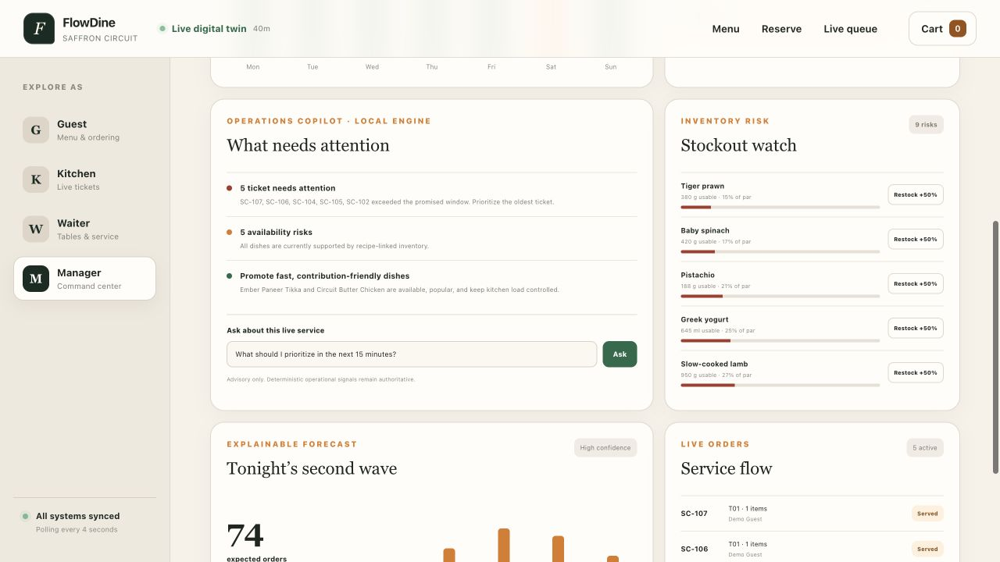 F
FlowDine
SAFFRON CIRCUIT
Live digital twin 40m
Menu
Reserve
Live queue
Cart 0
EXPLORE AS
G
Guest
Menu & ordering
K
Kitchen
Live tickets
W
Waiter
Tables & service
M
Manager
Command center
All systems synced
Polling every 4 seconds
Mon Tue Wed Thu Fri Sat Sun
OPERATIONS COPILOT · LOCAL ENGINE
What needs attention
5 ticket needs attention
SC-107, SC-106, SC-104, SC-105, SC-102 exceeded the promised window. Prioritize the oldest ticket.
5 availability risks
All dishes are currently supported by recipe-linked inventory.
Promote fast, contribution-friendly dishes
Ember Paneer Tikka and Circuit Butter Chicken are available, popular, and keep kitchen load controlled.
Ask about this live service
What should I prioritize in the next 15 minutes?
Ask
Advisory only. Deterministic operational signals remain authoritative.
INVENTORY RISK
9 risks
Stockout watch
Tiger prawn
380 g usable · 15% of par
Restock +50%
Baby spinach
420 g usable · 17% of par
Restock +50%
Pistachio
188 g usable · 21% of par
Restock +50%
Greek yogurt
645 ml usable · 25% of par
Restock +50%
Slow-cooked lamb
950 g usable · 27% of par
Restock +50%
EXPLAINABLE FORECAST
High confidence
Tonight’s second wave
74
expected orders
LIVE ORDERS
5 active
Service flow
SC-107
T01 · 1 items
Demo Guest
Served
SC-106
T01 · 1 items
Demo Guest
Served